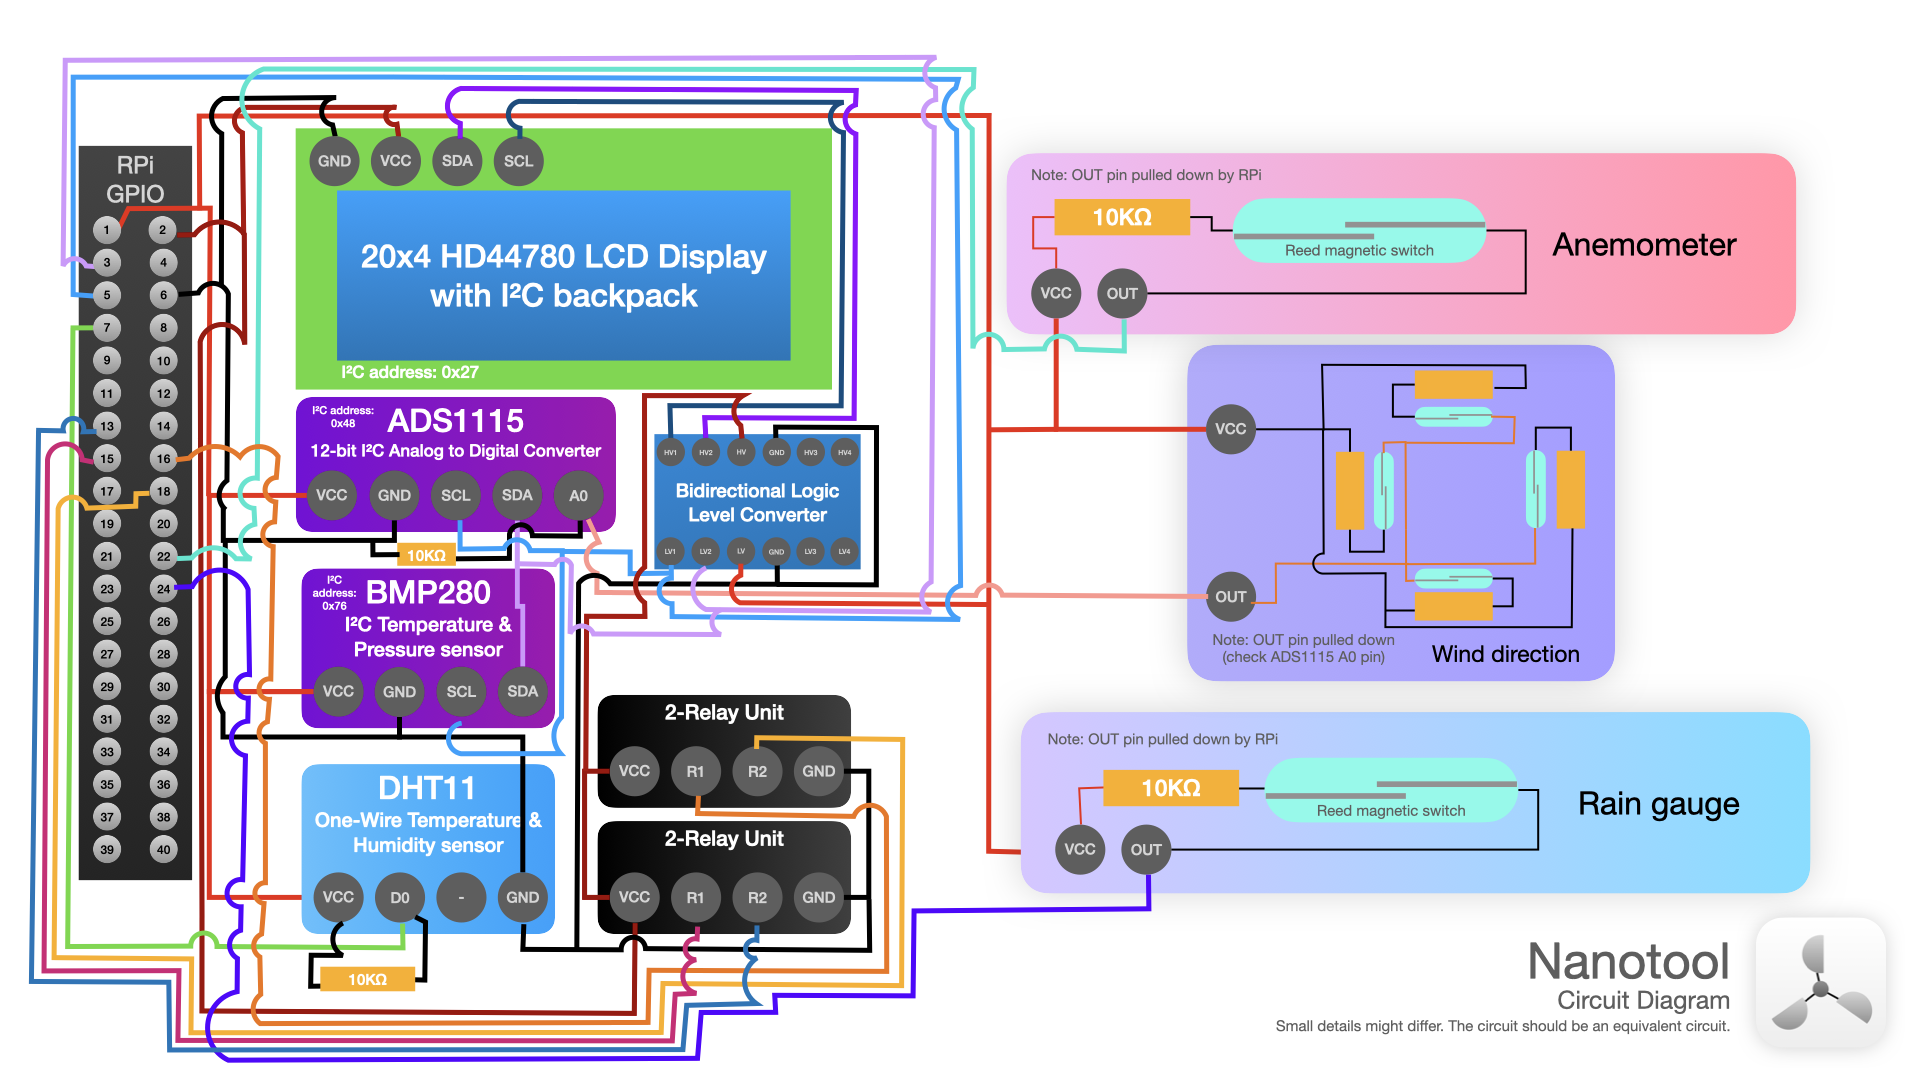 RPi
GPIO
1 2
3 4
5 6
7 8
9 10
11 12
13 14
15 16
17 18
19 20
21 22
23 24
25 26
27 28
29 30
31 32
33 34
35 36
37 38
39 40
GND VCC SDA SCL
20x4 HD44780 LCD Display
with I²C backpack
I²C address: 0x27
I²C address:
0x48
ADS1115
12-bit I²C Analog to Digital Converter
VCC GND SCL SDA A0
10KΩ
I²C
address:
0x76
BMP280
I²C Temperature &
Pressure sensor
VCC GND SCL SDA
DHT11
One-Wire Temperature &
Humidity sensor
VCC D0 - GND
10KΩ
HV1 HV2 HV GND HV3 HV4
Bidirectional Logic
Level Converter
LV1 LV2 LV GND LV3 LV4
2-Relay Unit
VCC R1 R2 GND
2-Relay Unit
VCC R1 R2 GND
Note: OUT pin pulled down by RPi
10KΩ
Reed magnetic switch
Anemometer
VCC OUT
VCC
OUT
Note: OUT pin pulled down
(check ADS1115 A0 pin)
Wind direction
Note: OUT pin pulled down by RPi
10KΩ
Reed magnetic switch
Rain gauge
VCC OUT
Nanotool
Circuit Diagram
Small details might differ. The circuit should be an equivalent circuit.